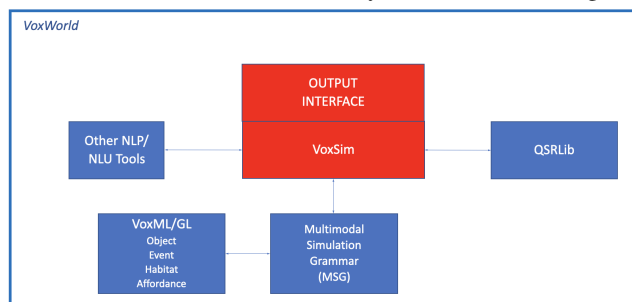 VoxWorld
OUTPUT
INTERFACE
Other NLP/
NLU Tools
VoxSim
QSRLib
VoxML/GL
Object
Event
Habitat
Affordance
Multimodal
Simulation
Grammar
(MSG)